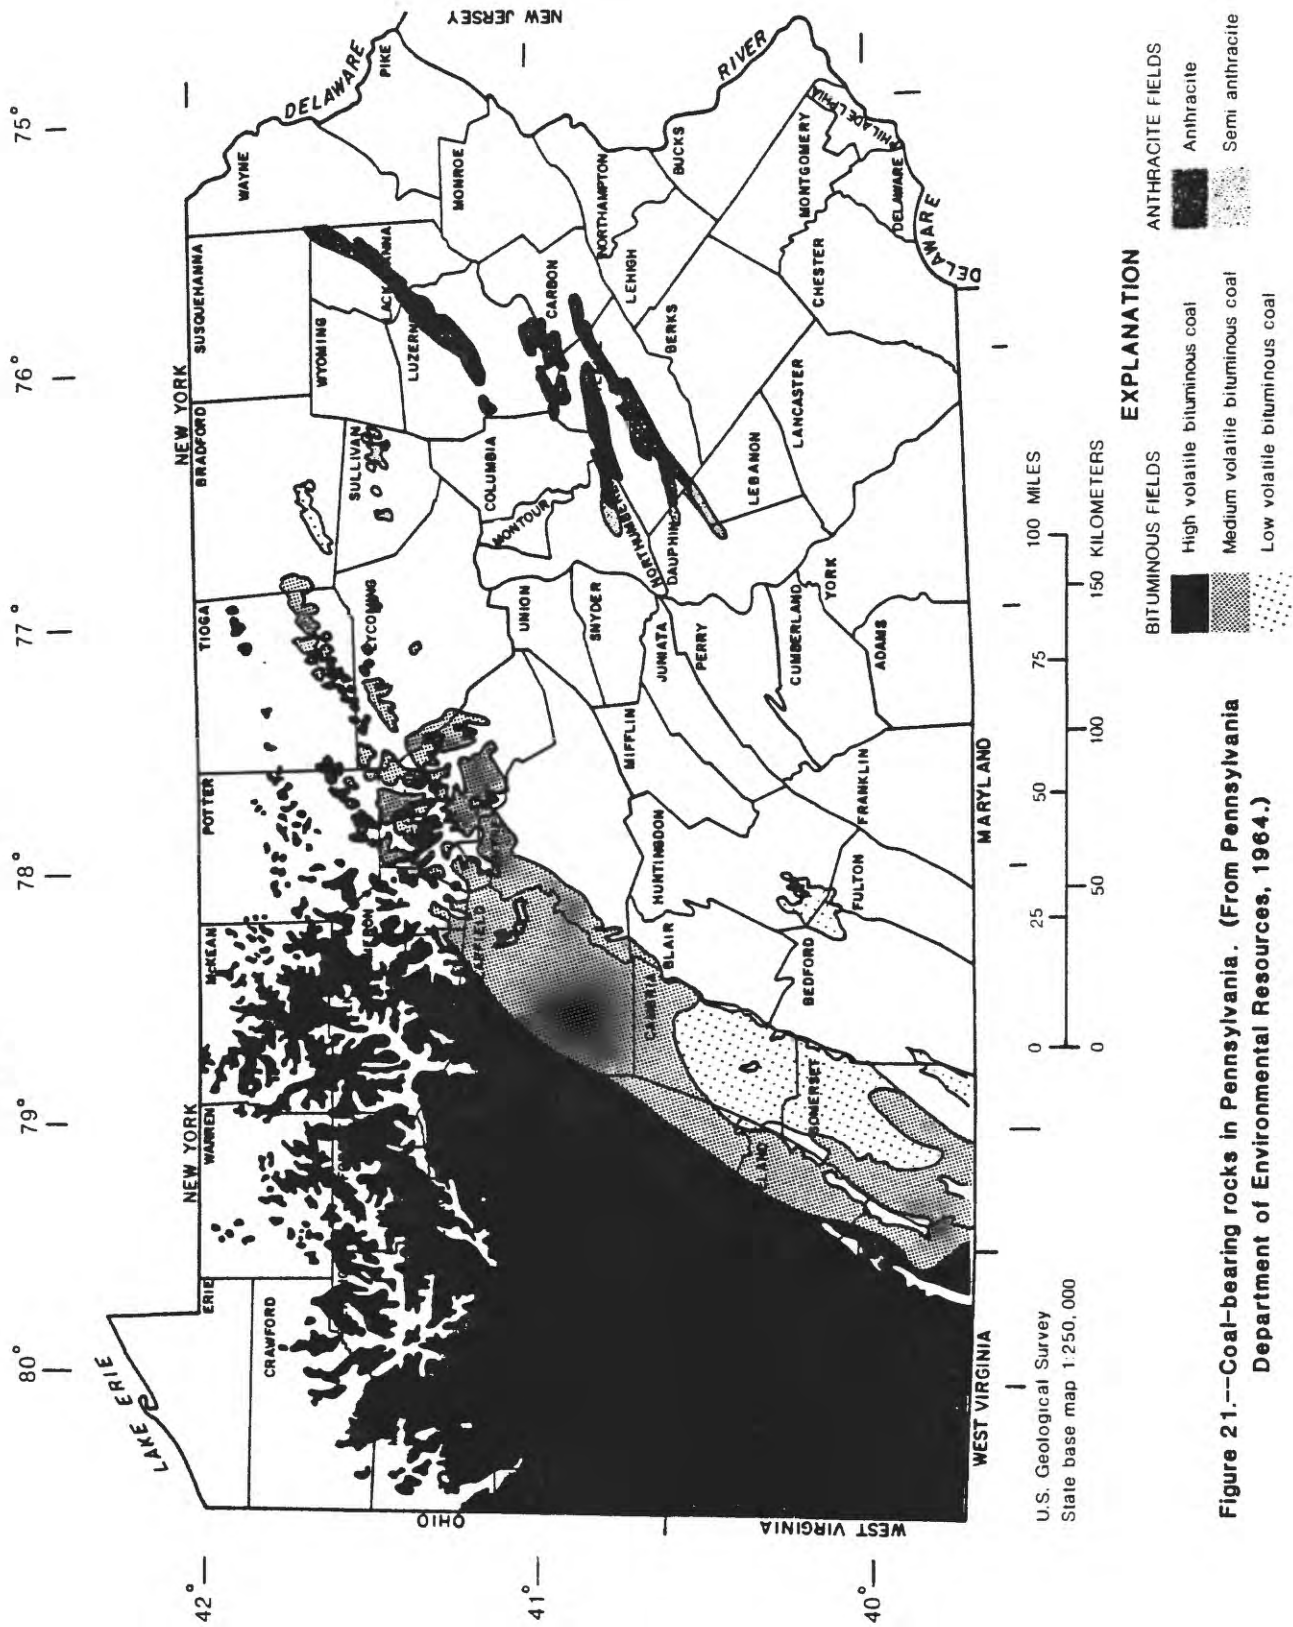 80°
79°
78°
77°
76°
75°
LAKE ERIE
NEW YORK
NEW YORK
42°
41°
40°
ERIE
WARREN
McKEAN
POTTER
TIOGA
BRADFORD
SUSQUEHANNA
WAYNE
DELAWARE
CRAWFORD
SULLIVAN
WYOMING
PIKE
LYCOMING
LUZERNE
MONROE
OHIO
COLUMBIA
MONTOUR
CARBON
UNION
NORTHUMBER
NORTHAMPTON
SNYDER
LEHIGH
BUCKS
NEW JERSEY
CAMBRIA
BLAIR
HUNTINGDON
MIFFLIN
JUNIATA
PERRY
DAUPHIN
LEBANON
BERKS
MONTGOMERY
RIVER
PHILADELPHIA
SOMERSET
BEDFORD
FULTON
FRANKLIN
CUMBERLAND
YORK
ADAMS
LANCASTER
CHESTER
DELAWARE
DELAWARE
WEST VIRGINIA
WEST VIRGINIA
MARYLAND
DELAWARE
U.S. Geological Survey
State base map 1:250,000
0 25 50 75 100 MILES
0 50 100 150 KILOMETERS
EXPLANATION
BITUMINOUS FIELDS
High volatile bituminous coal
Medium volatile bituminous coal
Low volatile bituminous coal
ANTHRACITE FIELDS
Anthracite
Semi anthracite
Figure 21.--Coal-bearing rocks in Pennsylvania. (From Pennsylvania
Department of Environmental Resources, 1964.)